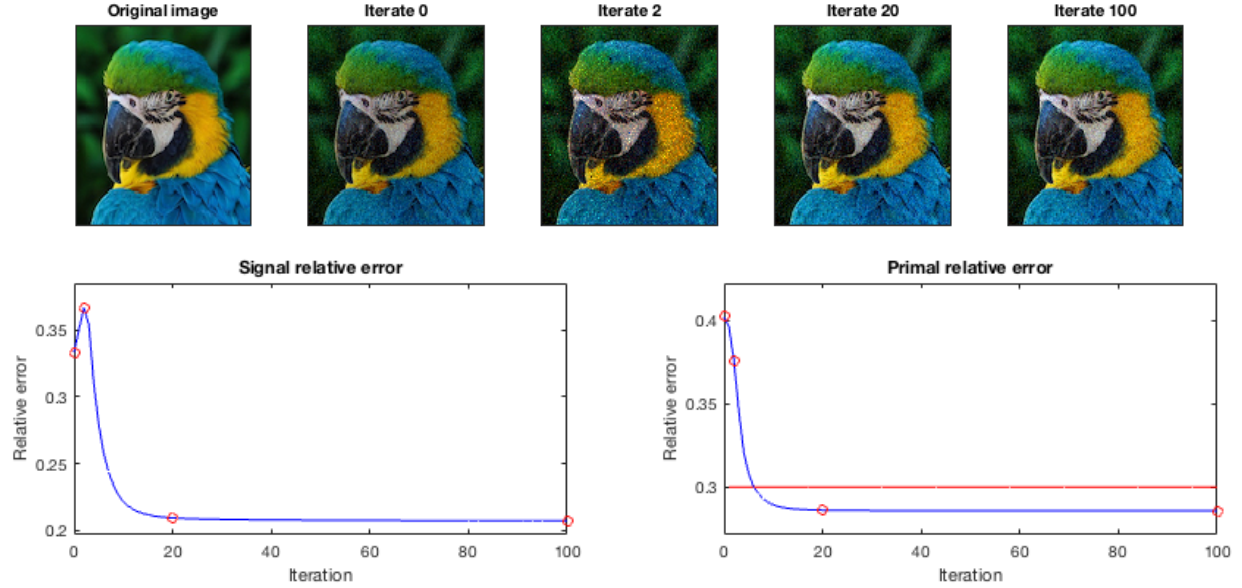 Original image
Iterate 0
Iterate 2
Iterate 20
Iterate 100
Signal relative error
Relative error
0.35
0.3
0.25
0.2
0
20
40
60
80
100
Iteration
Primal relative error
Relative error
0.4
0.35
0.3
0
20
40
60
80
100
Iteration